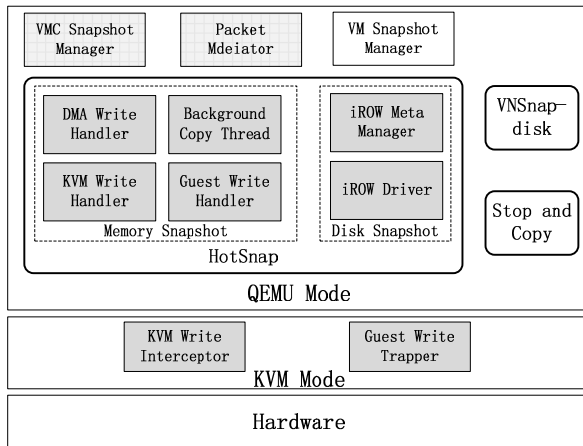 VMC Snapshot
Manager
Packet
Mdeiator
VM Snapshot
Manager
DMA Write
Handler
Background
Copy Thread
KVM Write
Handler
Guest Write
Handler
Memory Snapshot
iROW Meta
Manager
iROW Driver
Disk Snapshot
HotSnap
VNSnap-
disk
Stop and
Copy
QEMU Mode
KVM Write
Interceptor
Guest Write
Trapper
KVM Mode
Hardware